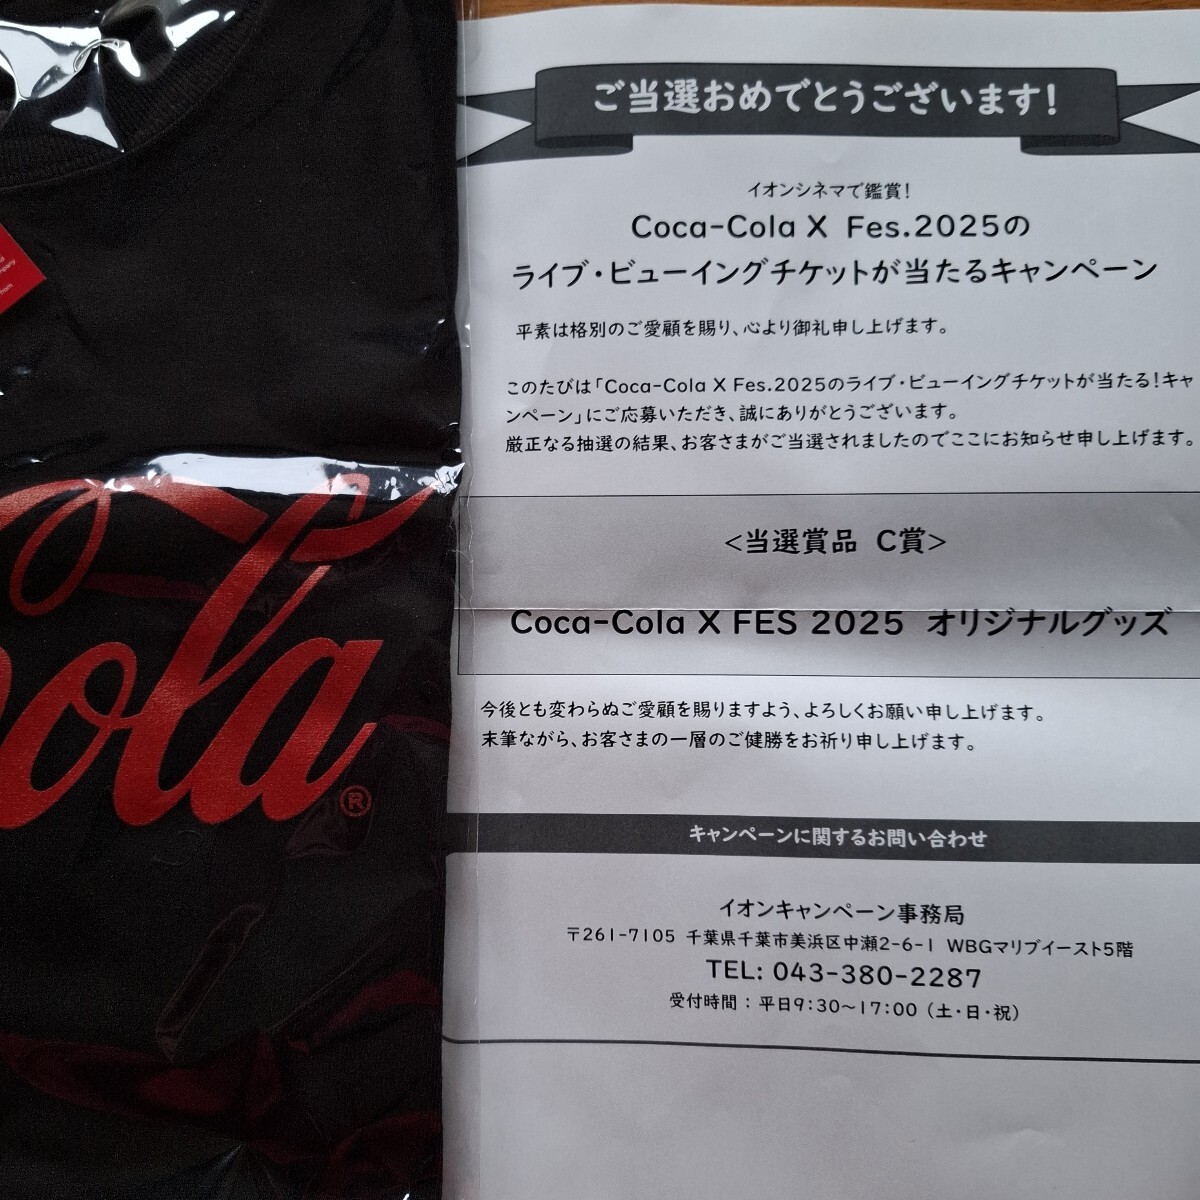 ご当選おめでとうございます!
イオンシネマで鑑賞!
Coca-Cola X Fes.2025の
ライブ・ビューイングチケットが当たるキャンペーン
平素は格別のご愛顧を賜り、心より御礼申し上げます。
このたびは「Coca-Cola X Fes.2025のライブ・ビューイングチケットが当たる!キャ
ンペーン」にご応募いただき、誠にありがとうございます。
厳正なる抽選の結果、お客さまがご当選されましたのでここにお知らせ申し上げます。
<当選賞品 C賞>
Coca-Cola X FES 2025 オリジナルグッズ
今後とも変わらぬご愛顧を賜りますよう、よろしくお願い申し上げます。
末筆ながら、お客さまの一層のご健勝をお祈り申し上げます。
キャンペーンに関するお問い合わせ
イオンキャンペーン事務局
〒261-7105 千葉県千葉市美浜区中瀬2-6-1 WBGマリブイースト5階
TEL: 043-380-2287
受付時間:平日9:30~17:00(土・日・祝)
from
Cola®